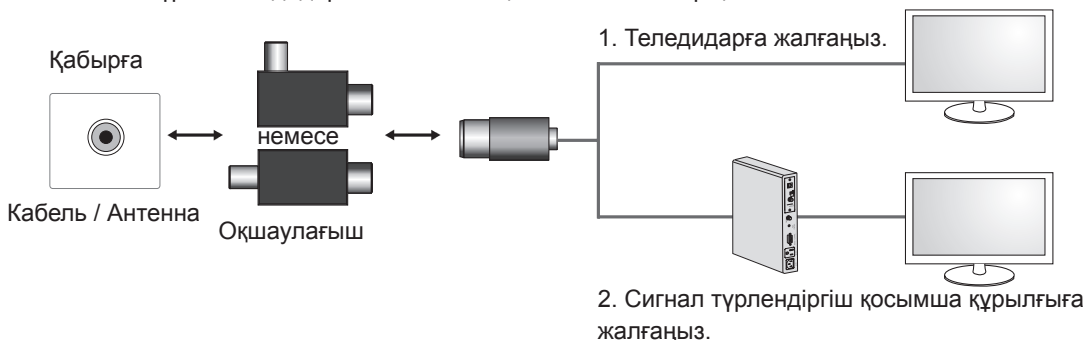 1. Теледидарға жалғаңыз.
Қабырға
немесе
Кабель / Антенна
Оқшаулағыш
2. Сигнал түрлендіргіш қосымша құрылғыға
жалғаңыз.